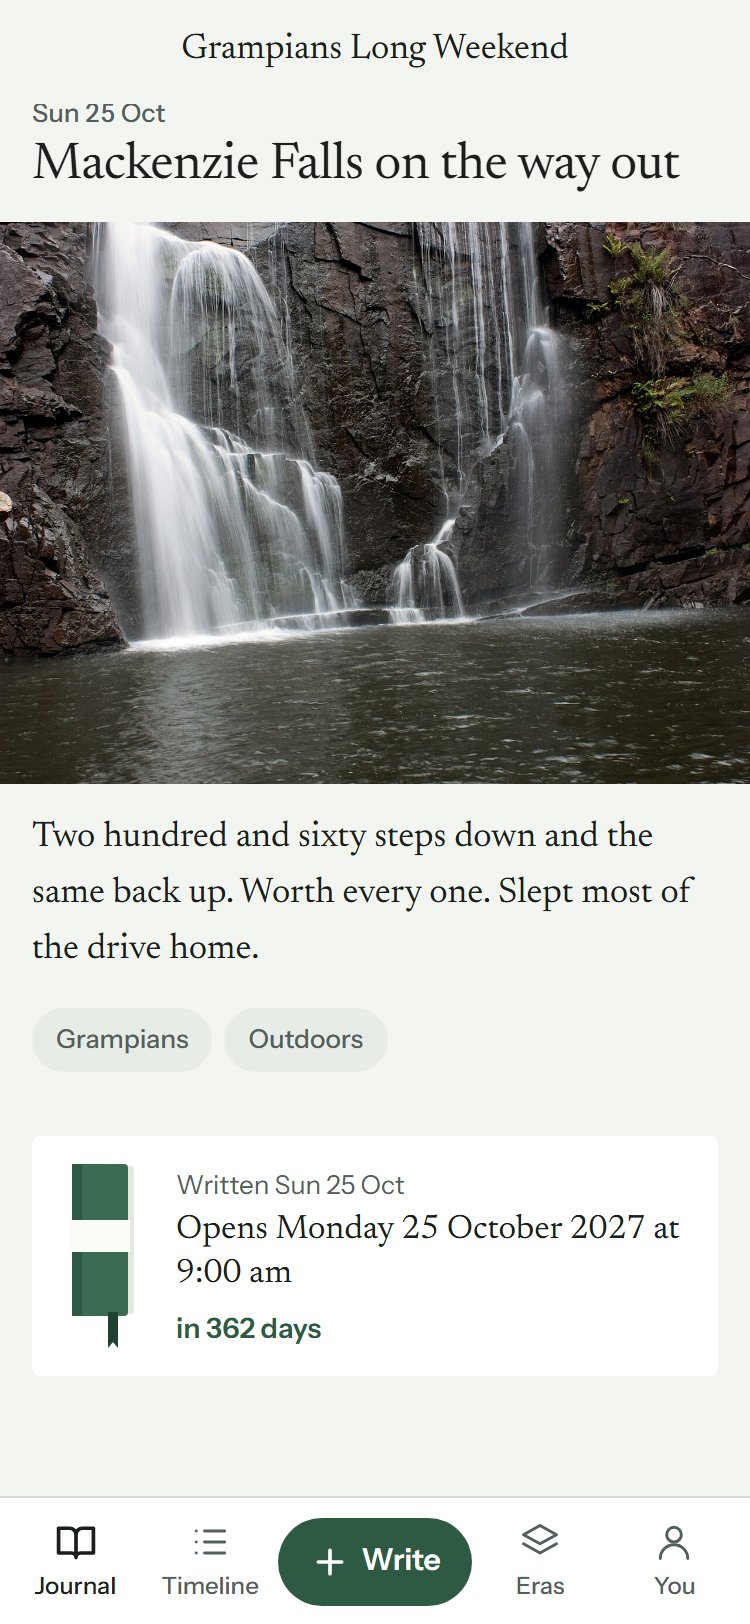 Grampians Long Weekend
Sun 25 Oct
Mackenzie Falls on the way out
Two hundred and sixty steps down and the
same back up. Worth every one. Slept most of
the drive home.
Grampians
Outdoors
Written Sun 25 Oct
Opens Monday 25 October 2027 at
9:00 am
in 362 days
Journal
Timeline
Write
Eras
You